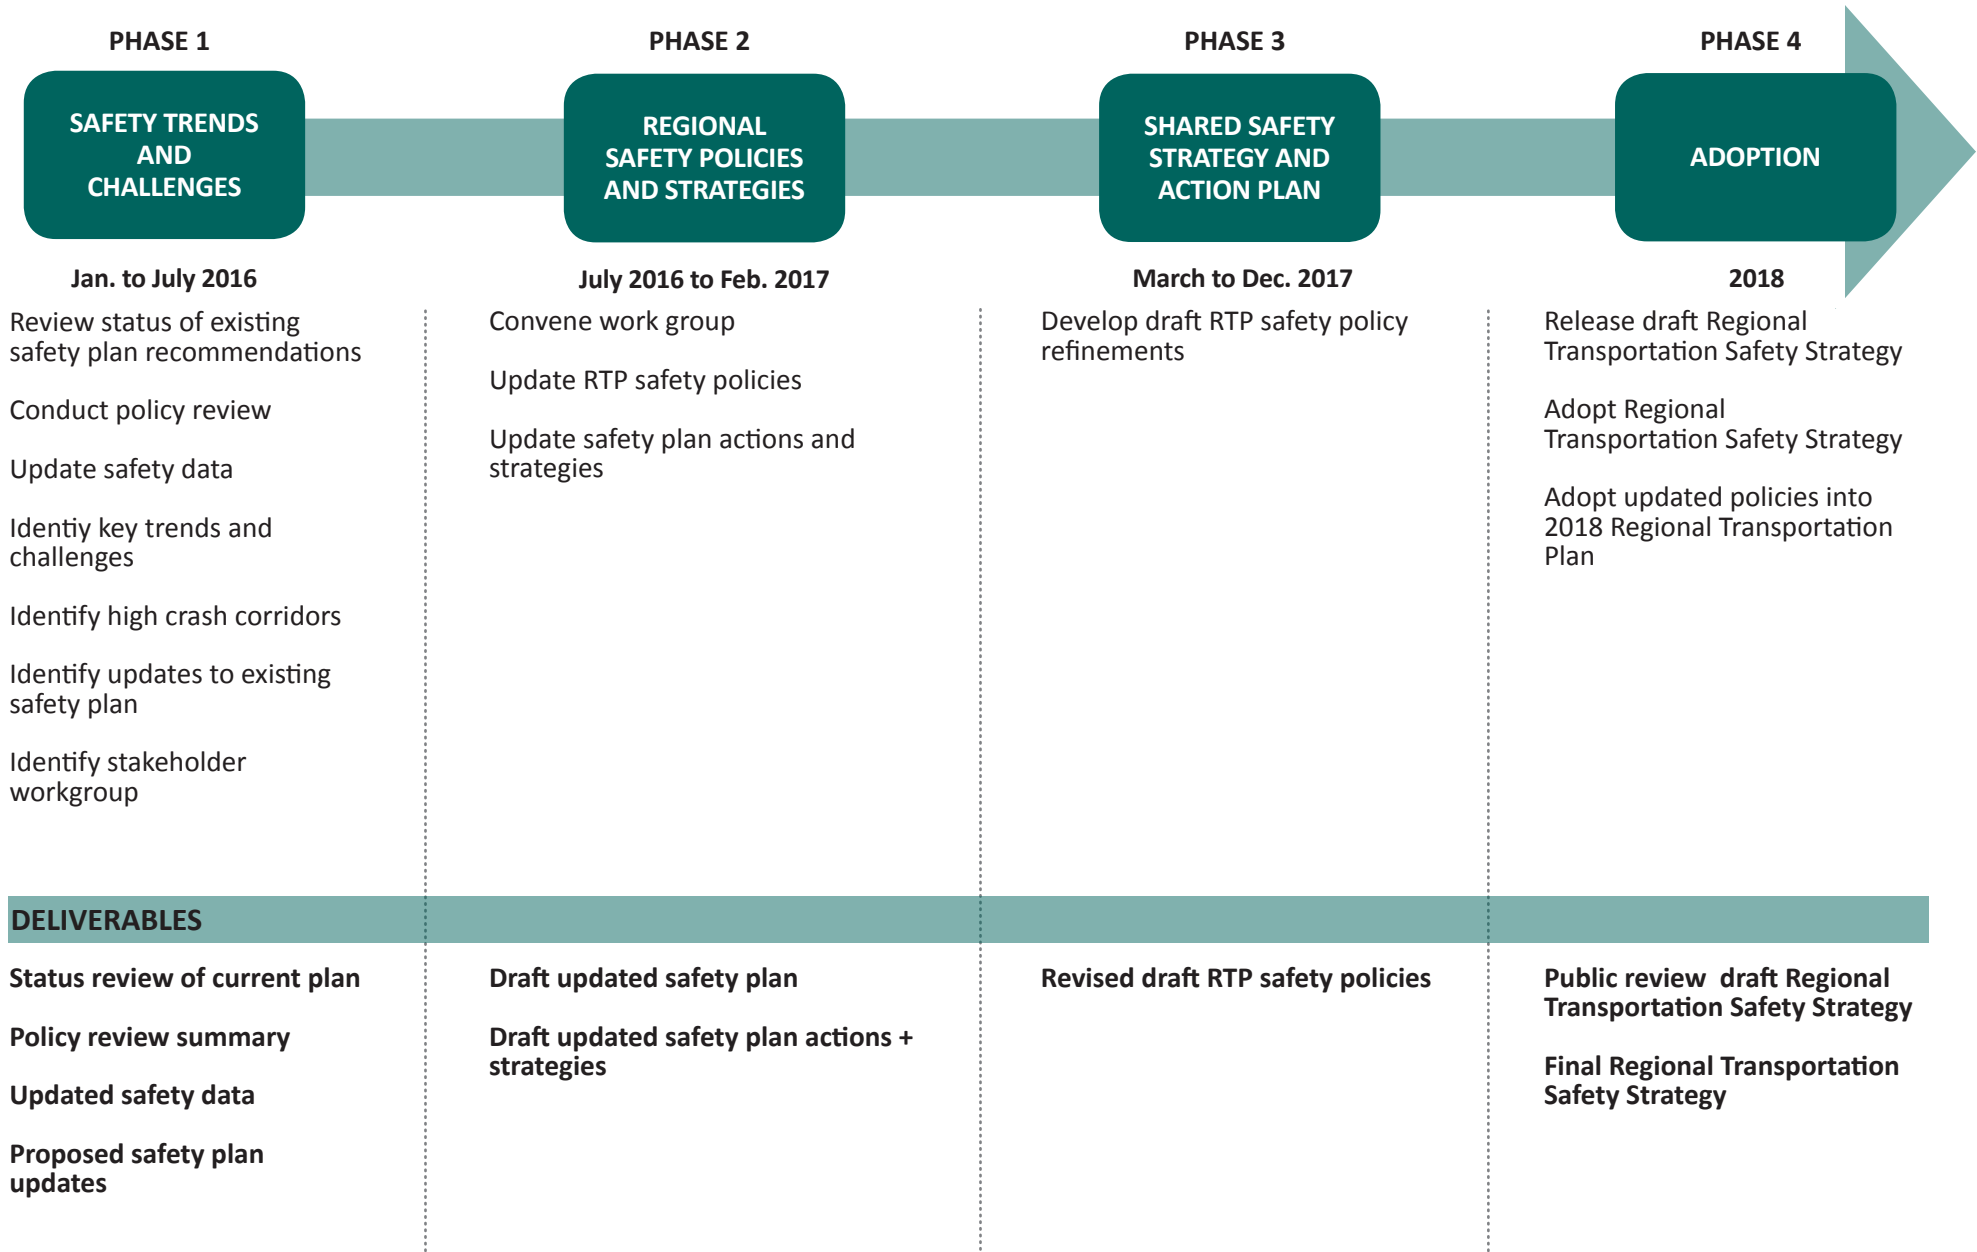 PHASE 1
SAFETY TRENDS
AND
CHALLENGES
Jan. to July 2016
Review status of existing
safety plan recommendations
Conduct policy review
Update safety data
Identiy key trends and
challenges
Identify high crash corridors
Identify updates to existing
safety plan
Identify stakeholder
workgroup
PHASE 2
REGIONAL
SAFETY POLICIES
AND STRATEGIES
July 2016 to Feb. 2017
Convene work group
Update RTP safety policies
Update safety plan actions and
strategies
PHASE 3
SHARED SAFETY
STRATEGY AND
ACTION PLAN
March to Dec. 2017
Develop draft RTP safety policy
refinements
PHASE 4
ADOPTION
2018
Release draft Regional
Transportation Safety Strategy
Adopt Regional
Transportation Safety Strategy
Adopt updated policies into
2018 Regional Transportation
Plan
DELIVERABLES
Status review of current plan
Policy review summary
Updated safety data
Proposed safety plan
updates
Draft updated safety plan
Draft updated safety plan actions +
strategies
Revised draft RTP safety policies
Public review  draft Regional
Transportation Safety Strategy
Final Regional Transportation
Safety Strategy